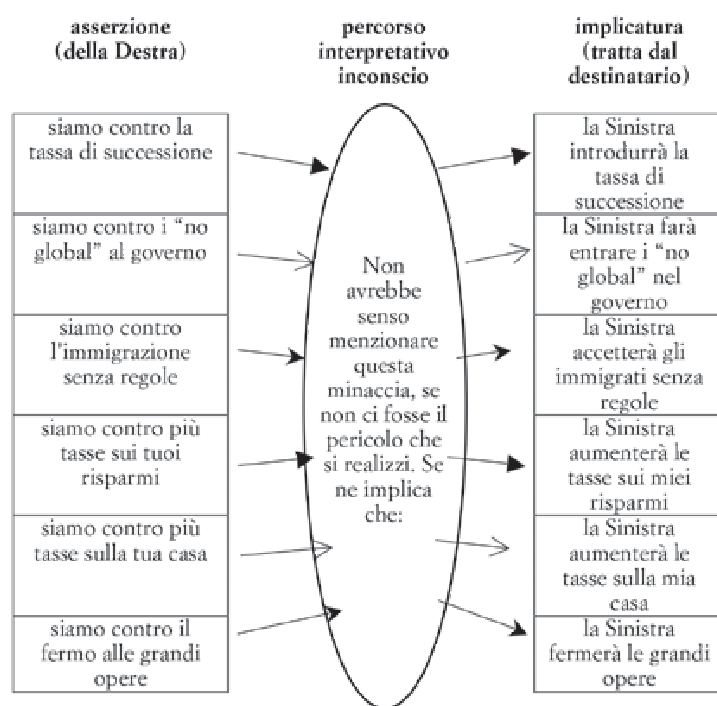 asserzione
(della Destra)
percorso
interpretativo
inconscio
implicatura
(tratta dal
destinatario)
siamo contro la
tassa di successione
siamo contro i “no
global” al governo
siamo contro
l'immigrazione
senza regole
siamo contro più
tasse sui tuoi
risparmi
siamo contro più
tasse sulla tua casa
siamo contro il
fermo alle grandi
opere
Non
avrebbe
senso
menzionare
questa
minaccia, se
non ci fosse il
pericolo che
si realizzi. Se
ne implica
che:
la Sinistra
introdurrà la
tassa di
successione
la Sinistra farà
entrare i “no
global” nel
governo
la Sinistra
accetterà gli
immigrati senza
regole
la Sinistra
aumenterà le
tasse sui miei
risparmi
la Sinistra
aumenterà le
tasse sulla mia
casa
la Sinistra
fermerà le grandi
opere